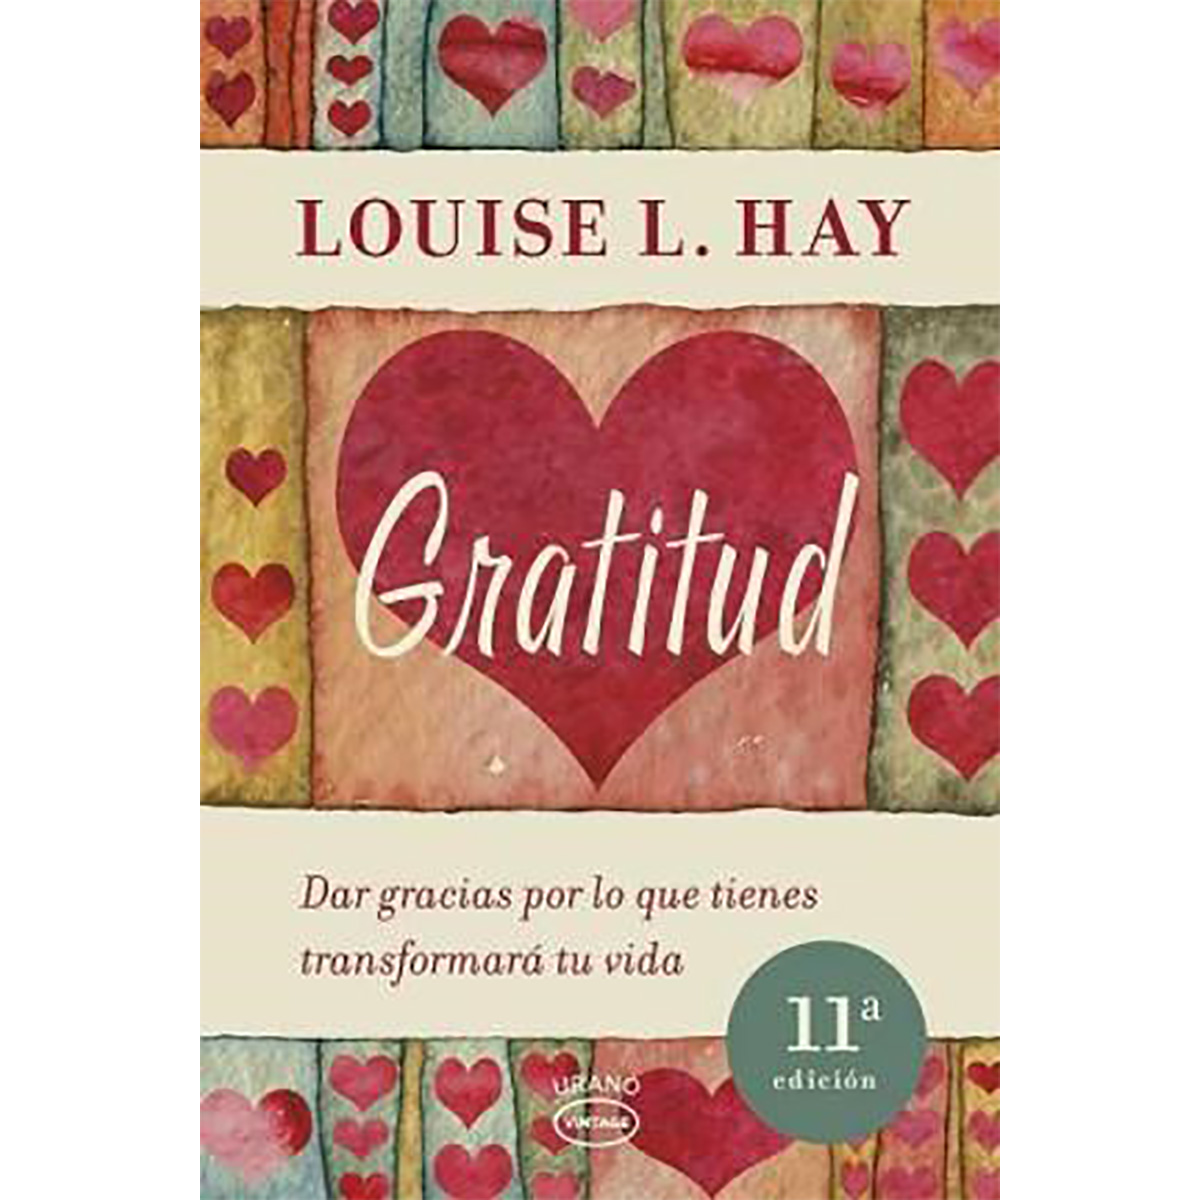 LOUISE L. HAY
Gratitud
Dar gracias por lo que tienes
transformará tu vida
11ª
edición
URANO
VINTAGE